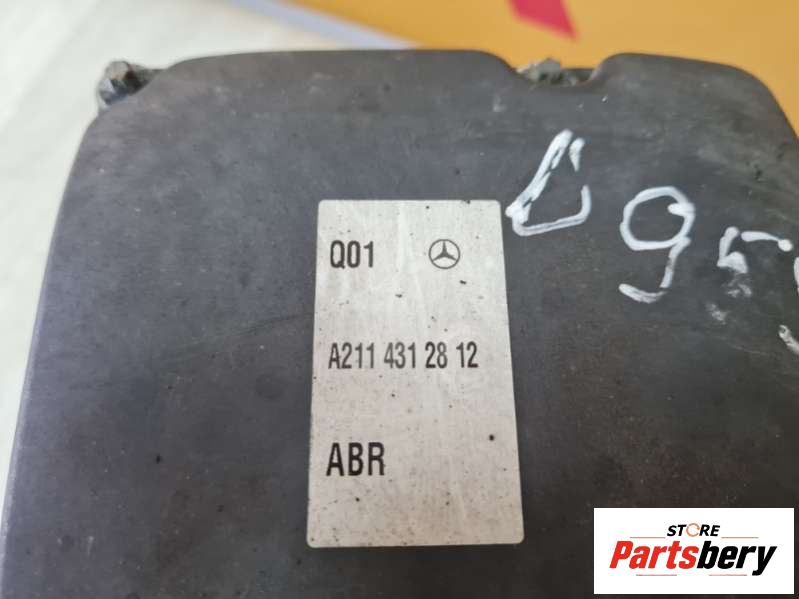 Q01
A211 431 28 12
ABR
STORE
Partsbery